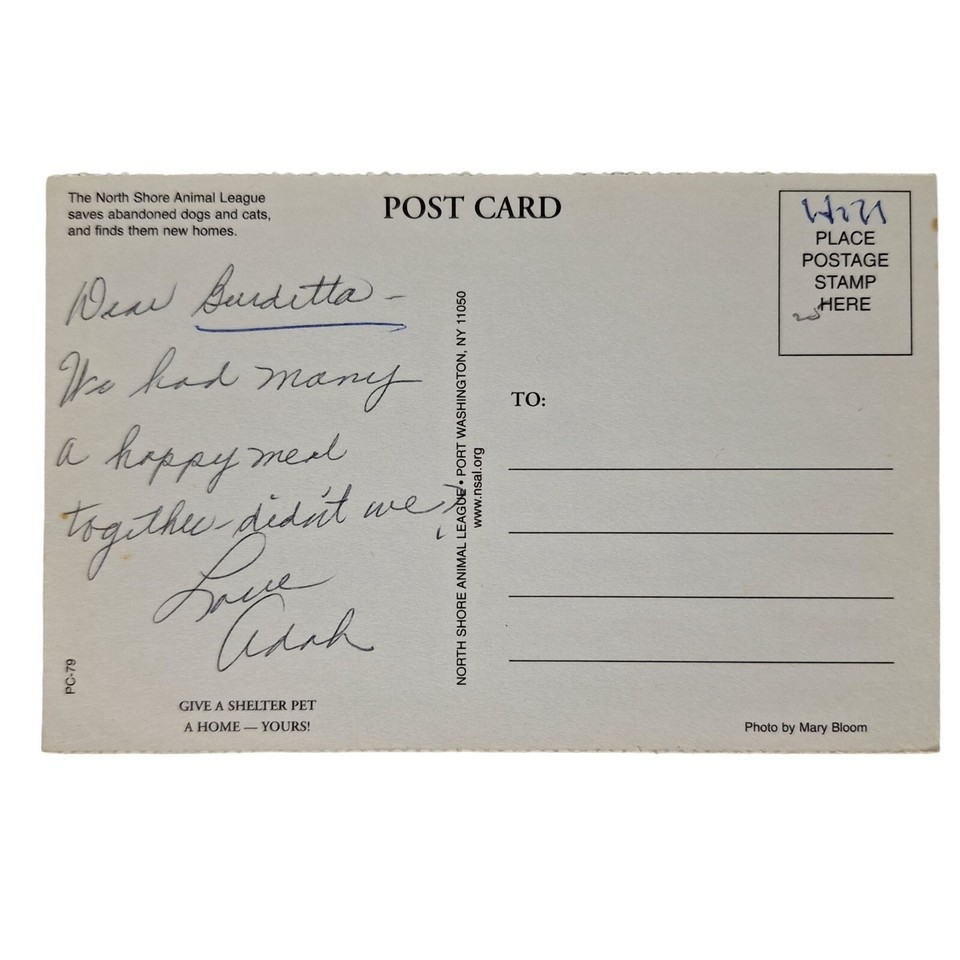 The North Shore Animal League
saves abandoned dogs and cats,
and finds them new homes.
POST CARD
PLACE
POSTAGE
STAMP
HERE
Dear Burdetta -
We had many
a happy meal
together - didn't we?
Love
Adah
NORTH SHORE ANIMAL LEAGUE • PORT WASHINGTON, NY 11050
www.nsal.org
TO:
PC-79
GIVE A SHELTER PET
A HOME — YOURS!
Photo by Mary Bloom